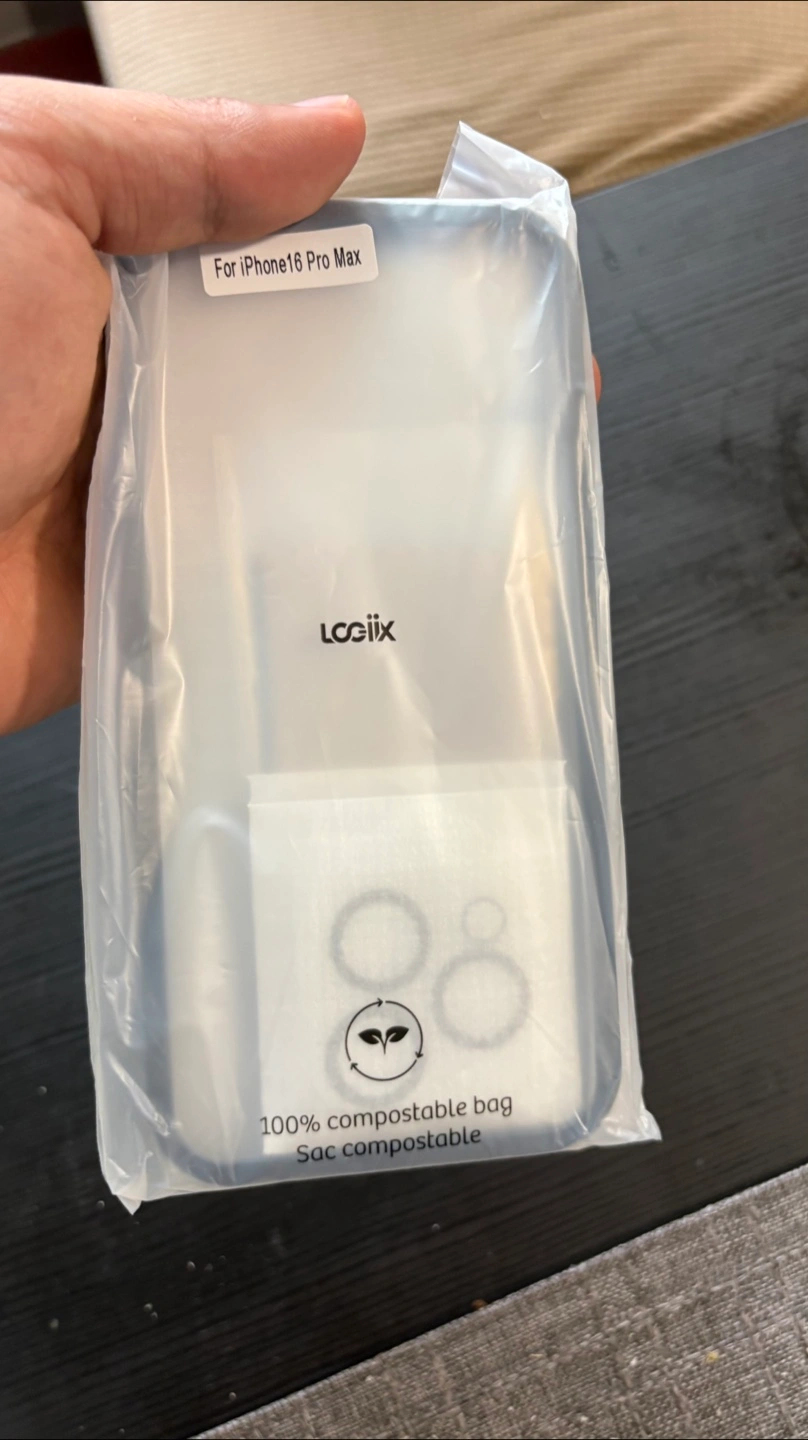 For iPhone16 Pro Max
LOGiiX
100% compostable bag
Sac compostable